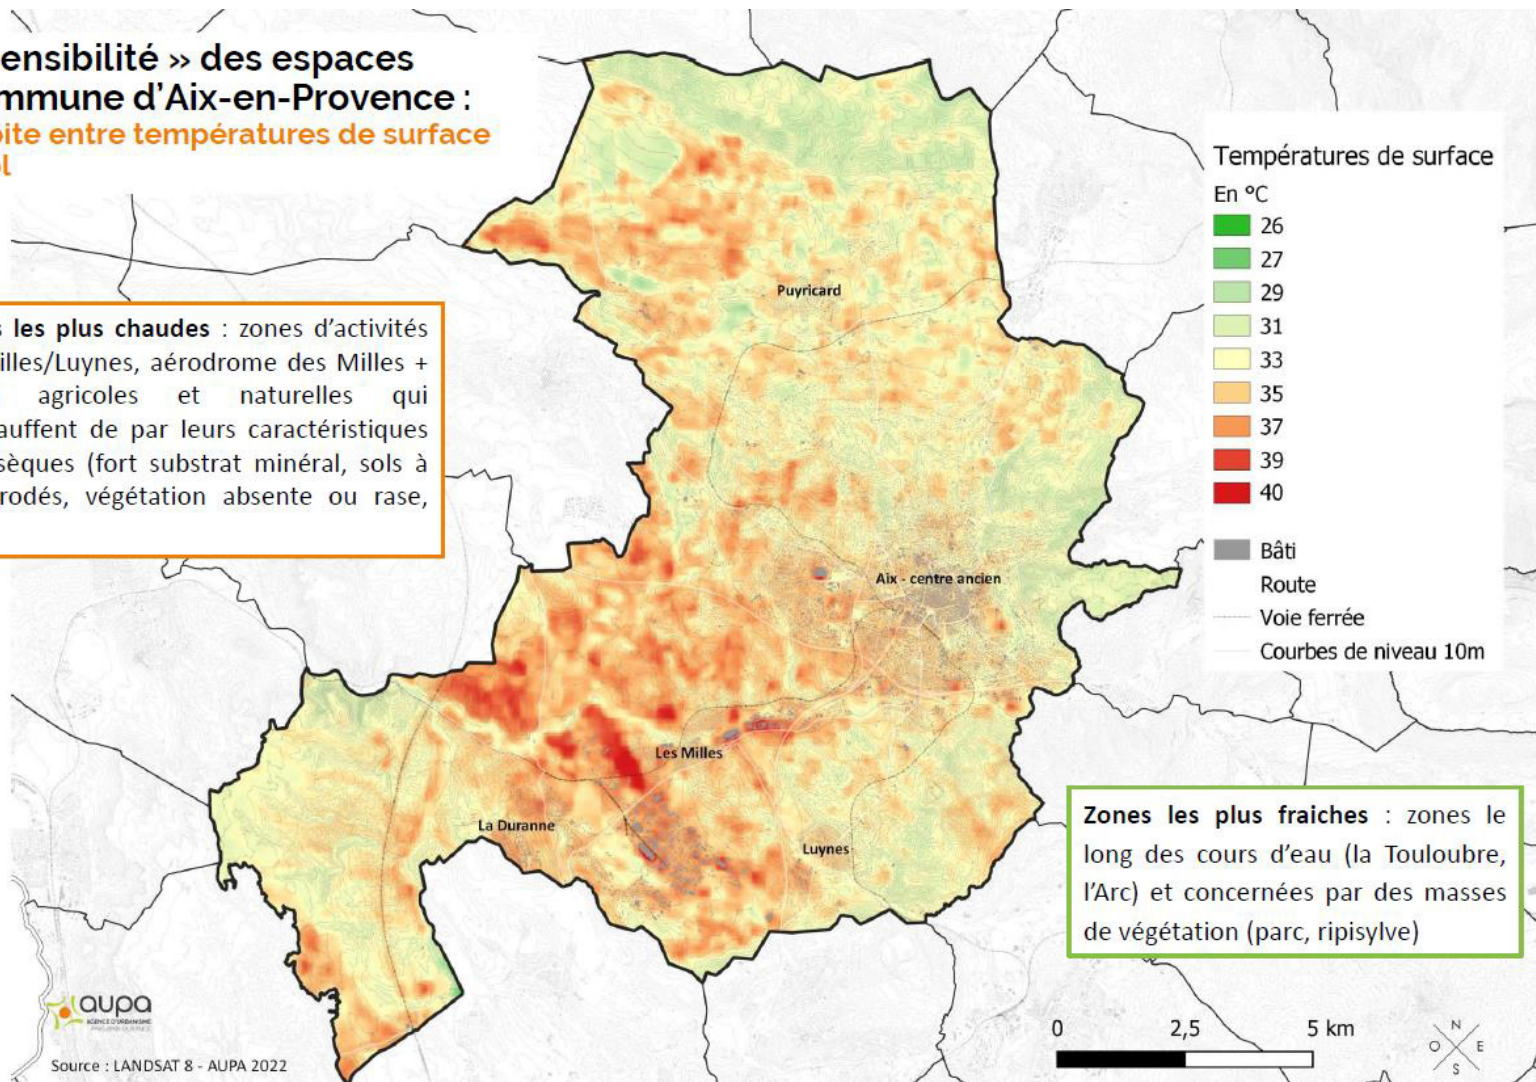 ensibilité » des espaces
mmune d'Aix-en-Provence :
ite entre températures de surface
l
les plus chaudes : zones d'activités
illes/Luynes, aérodrome des Milles +
agricoles et naturelles qui
auffent de par leurs caractéristiques
sèques (fort substrat minéral, sols à
rodés, végétation absente ou rase,
Puyricard
Aix - centre ancien
Les Milles
La Duranne
Luynes
Températures de surface
En °C
26
27
29
31
33
35
37
39
40
Bâti
Route
Voie ferrée
Courbes de niveau 10m
Zones les plus fraiches : zones le
long des cours d'eau (la Touloubre,
l'Arc) et concernées par des masses
de végétation (parc, ripisylve)
aupa
AGENCE D'URBANISME
Source : LANDSAT 8 - AUPA 2022
0 2,5 5 km
N
O E
S